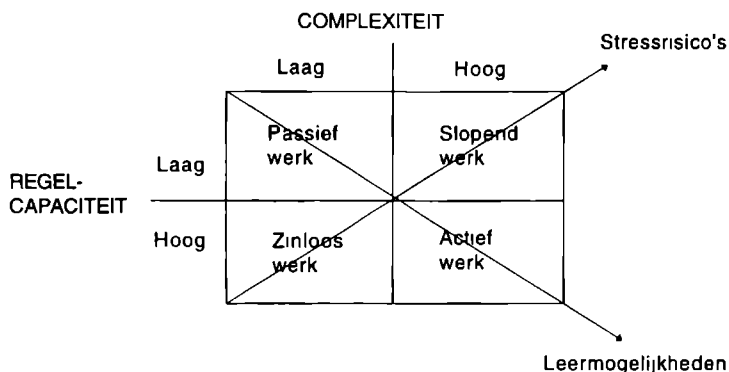 COMPLEXITEIT
Stressrisico's
Laag
Hoog
Passief
werk
Slopend
werk
Laag
REGEL-
CAPACITEIT
Hoog
Zinloos
werk
Actief
werk
Leermogelijkheden